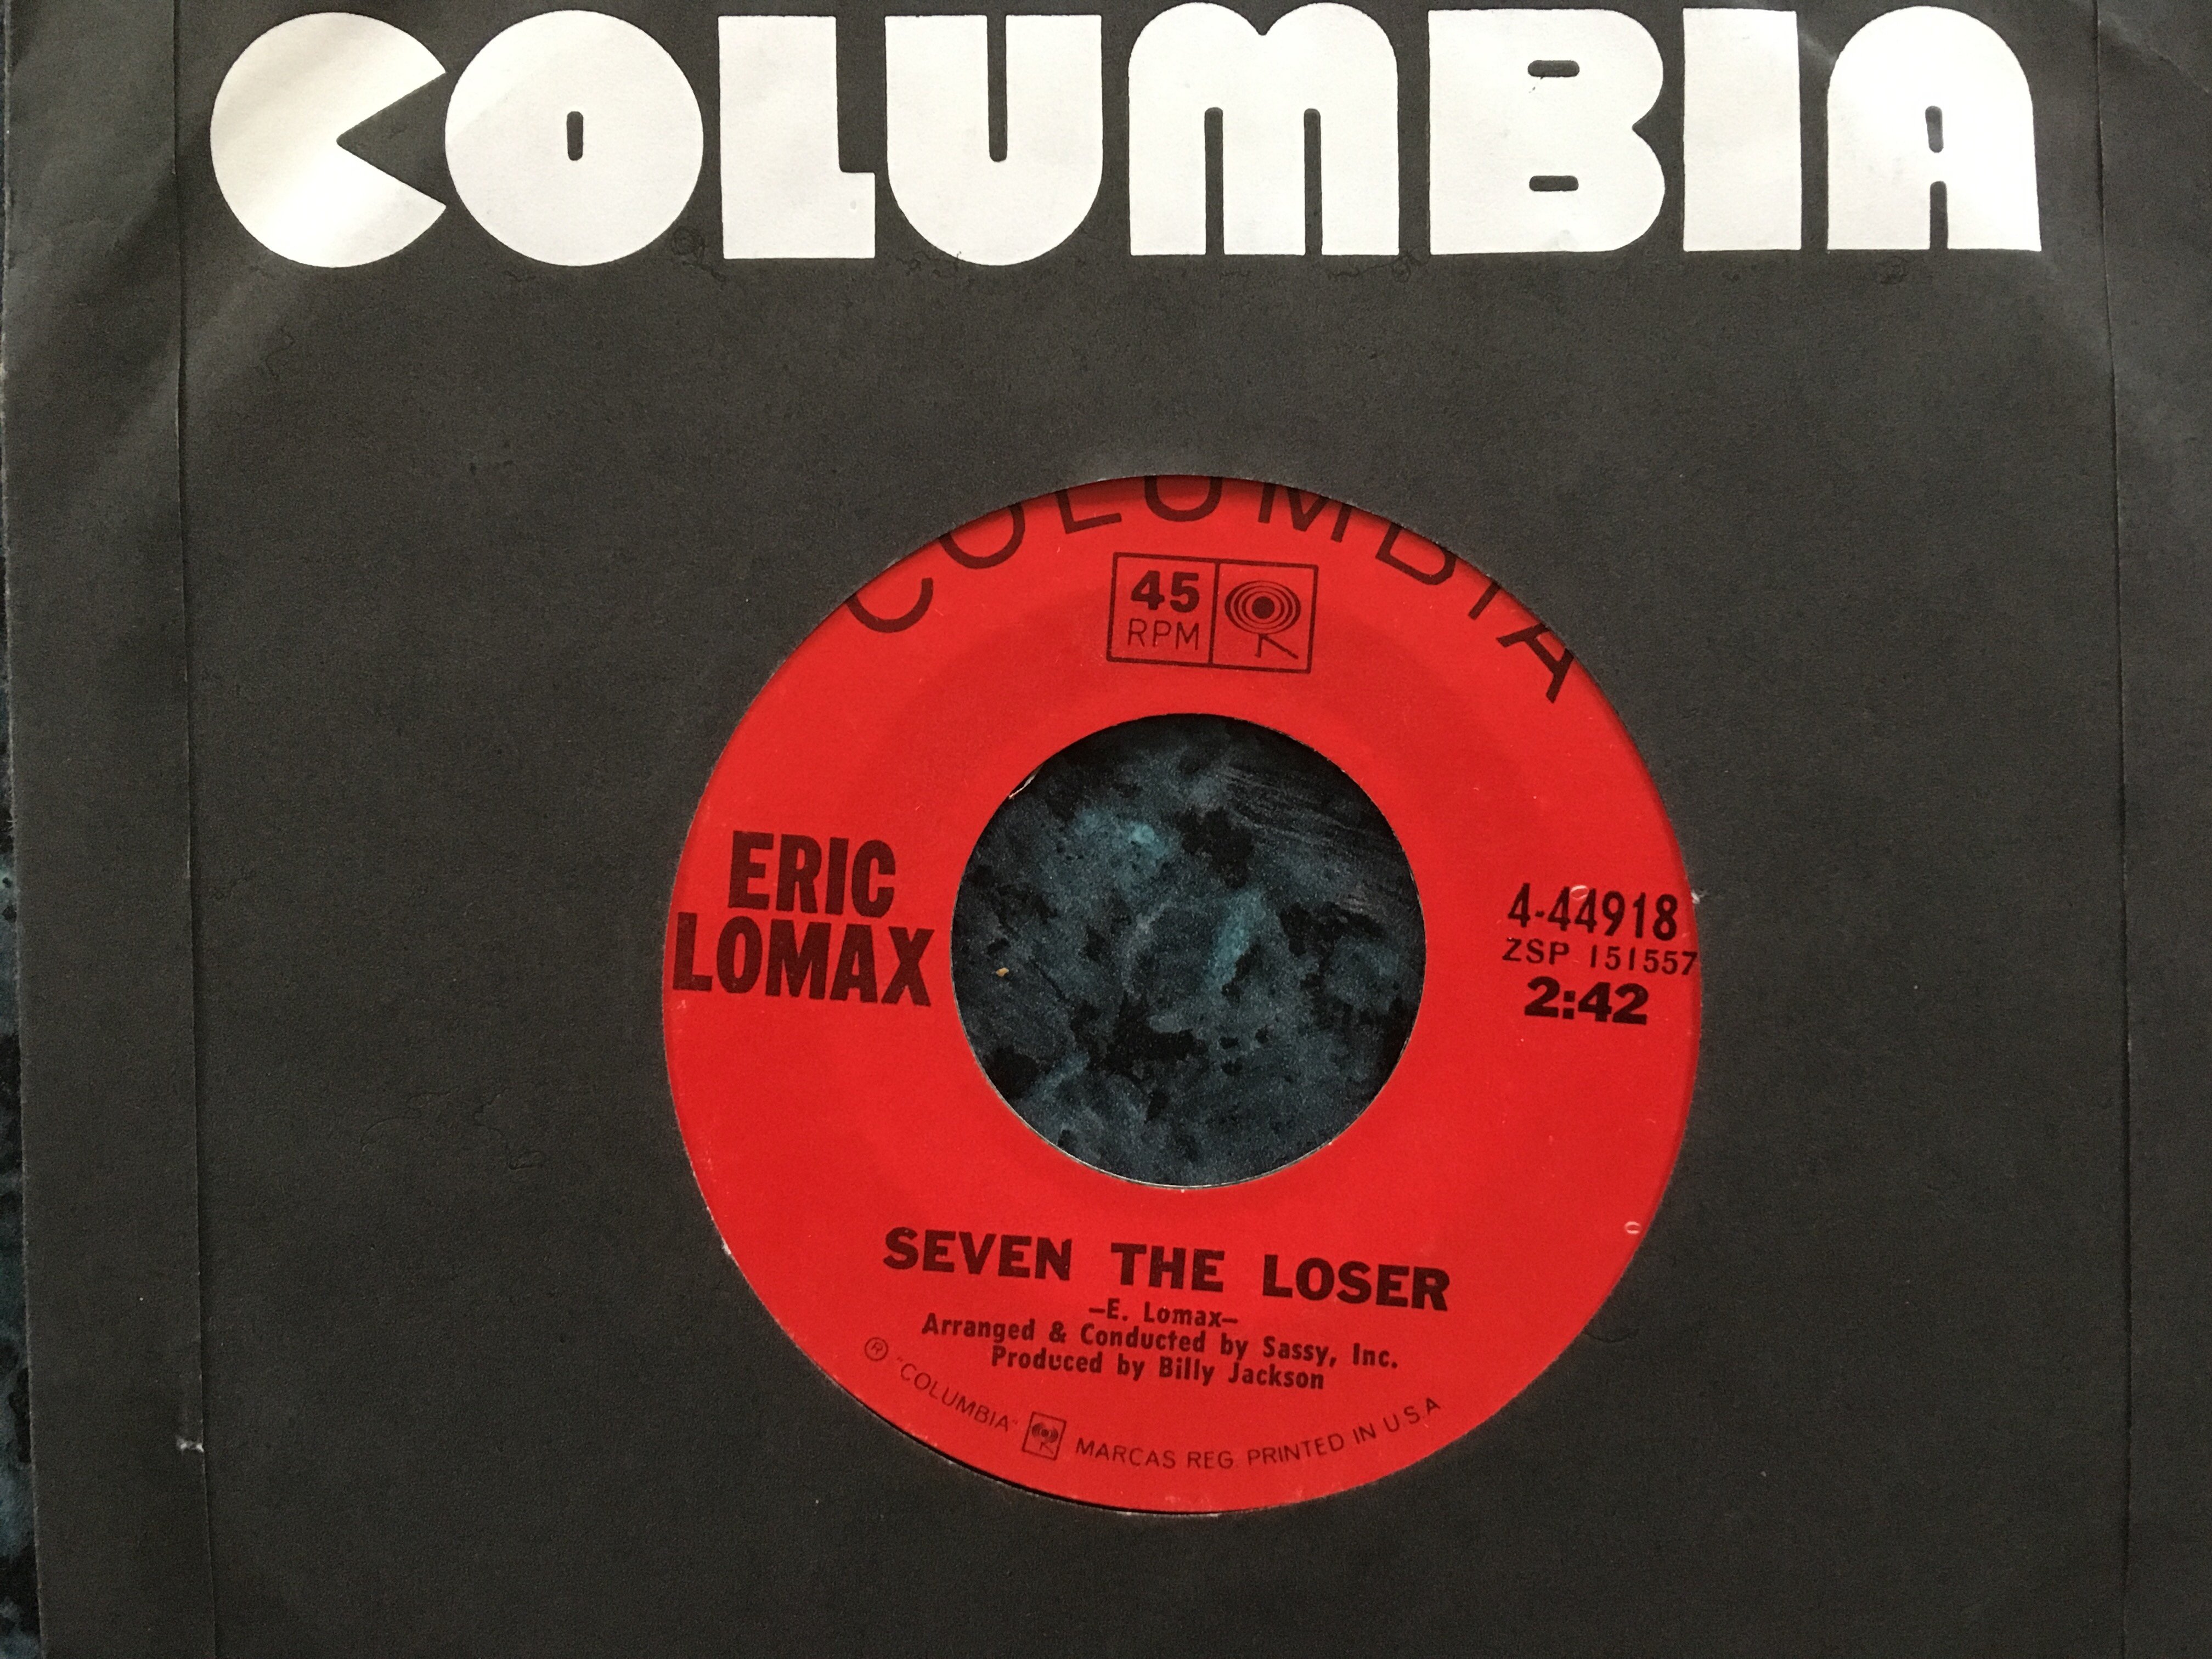 COLUMBIA
COLUMBIA
45
RPM
ERIC
LOMAX
4-44918
ZSP 151557
2:42
SEVEN THE LOSER
–E. Lomax–
Arranged & Conducted by Sassy, Inc.
Produced by Billy Jackson
® "COLUMBIA" MARCAS REG. PRINTED IN U.S.A